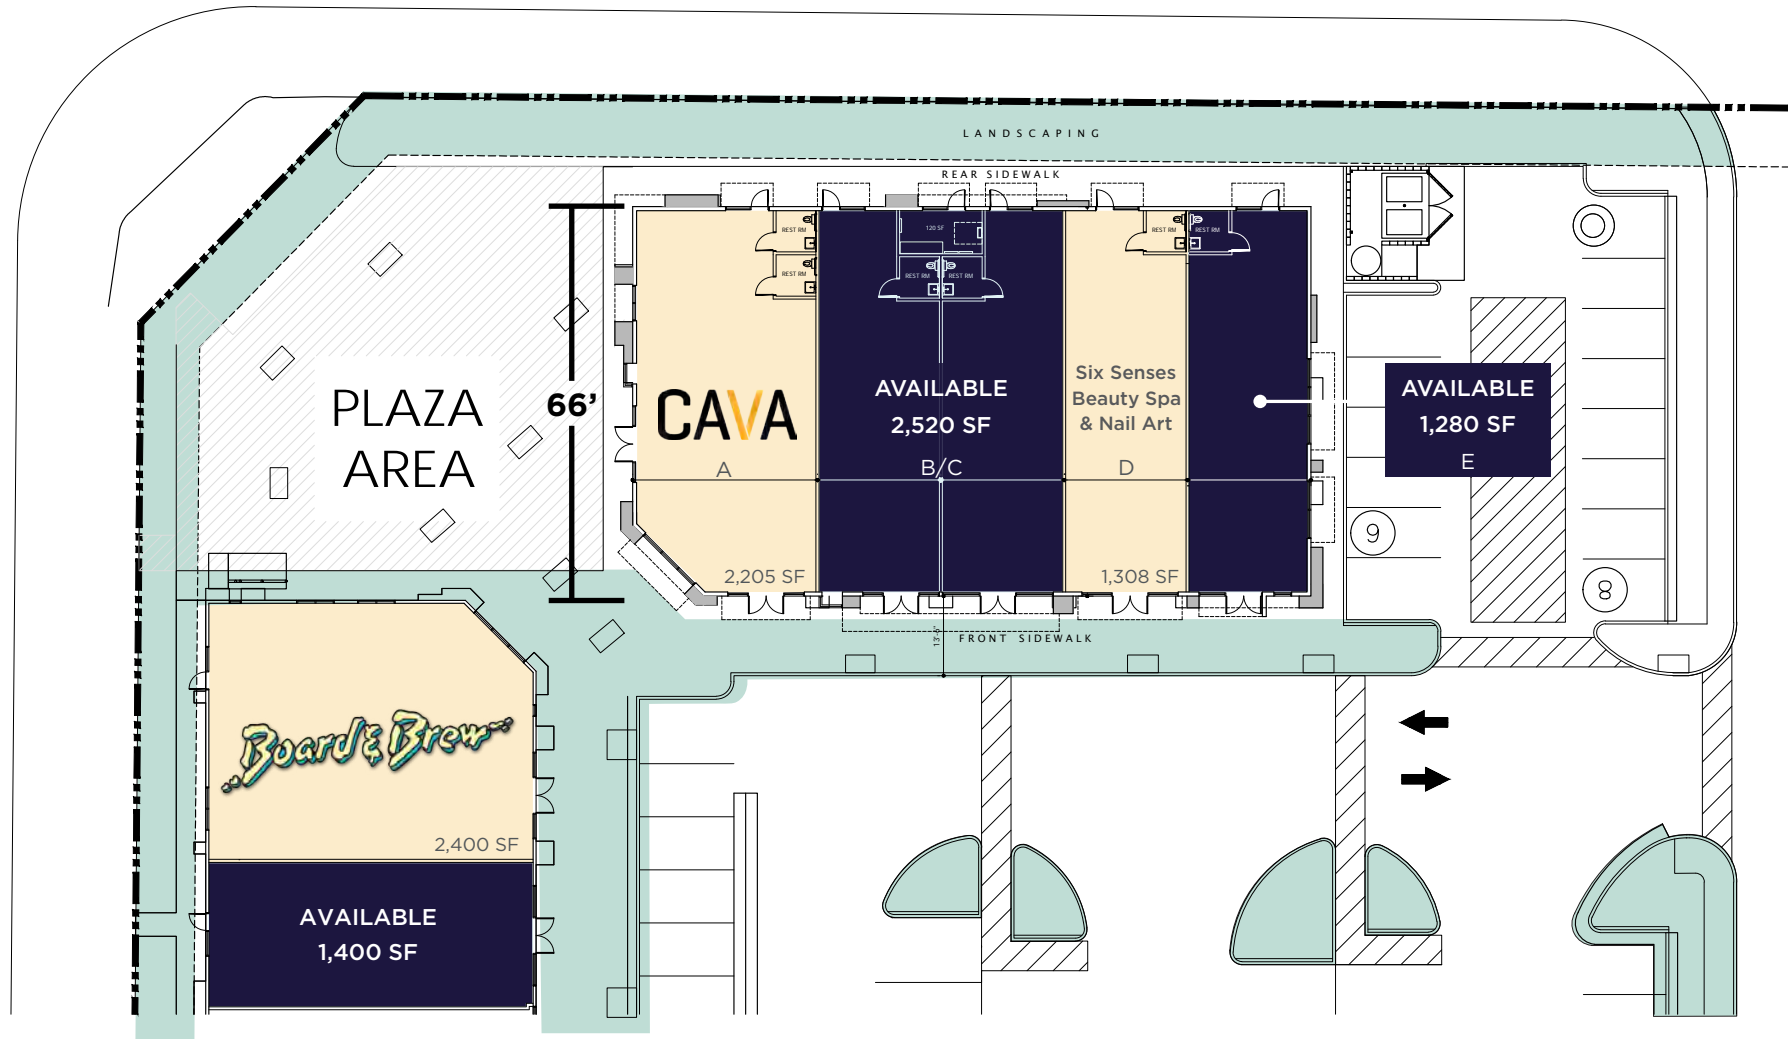 LANDSCAPING
REAR SIDEWALK
REST RM
REST RM
120 SF
REST RM
REST RM
REST RM
REST RM
PLAZA
AREA
66’
CAVA
A
2,205 SF
AVAILABLE
2,520 SF
B/C
Six Senses
Beauty Spa
& Nail Art
D
1,308 SF
AVAILABLE
1,280 SF
E
9
8
13'-6"
FRONT SIDEWALK
Board & Brew
2,400 SF
AVAILABLE
1,400 SF